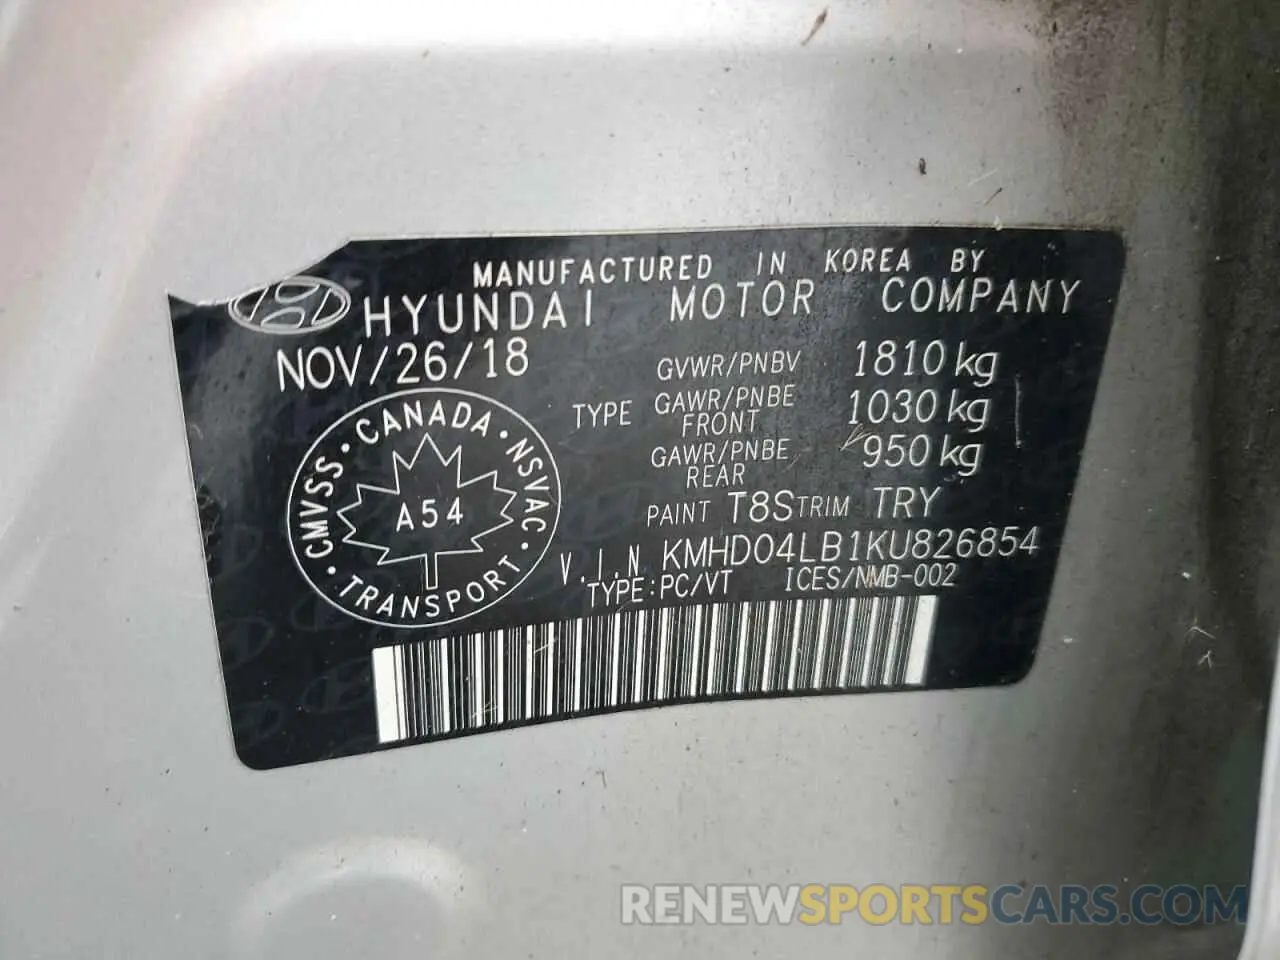 MANUFACTURED IN KOREA BY
HYUNDAI MOTOR COMPANY
NOV/26/18
GVWR/PNBV 1810 kg
TYPE GAWR/PNBE FRONT 1030 kg
GAWR/PNBE REAR 950 kg
PAINT T8S TRIM TRY
V.I.N KMHD04LB1KU826854
TYPE:PC/VT ICES/NMB-002
CMVSS · CANADA · NSVAC · TRANSPORT ·
A54
RENEWSPORTSCARS.COM